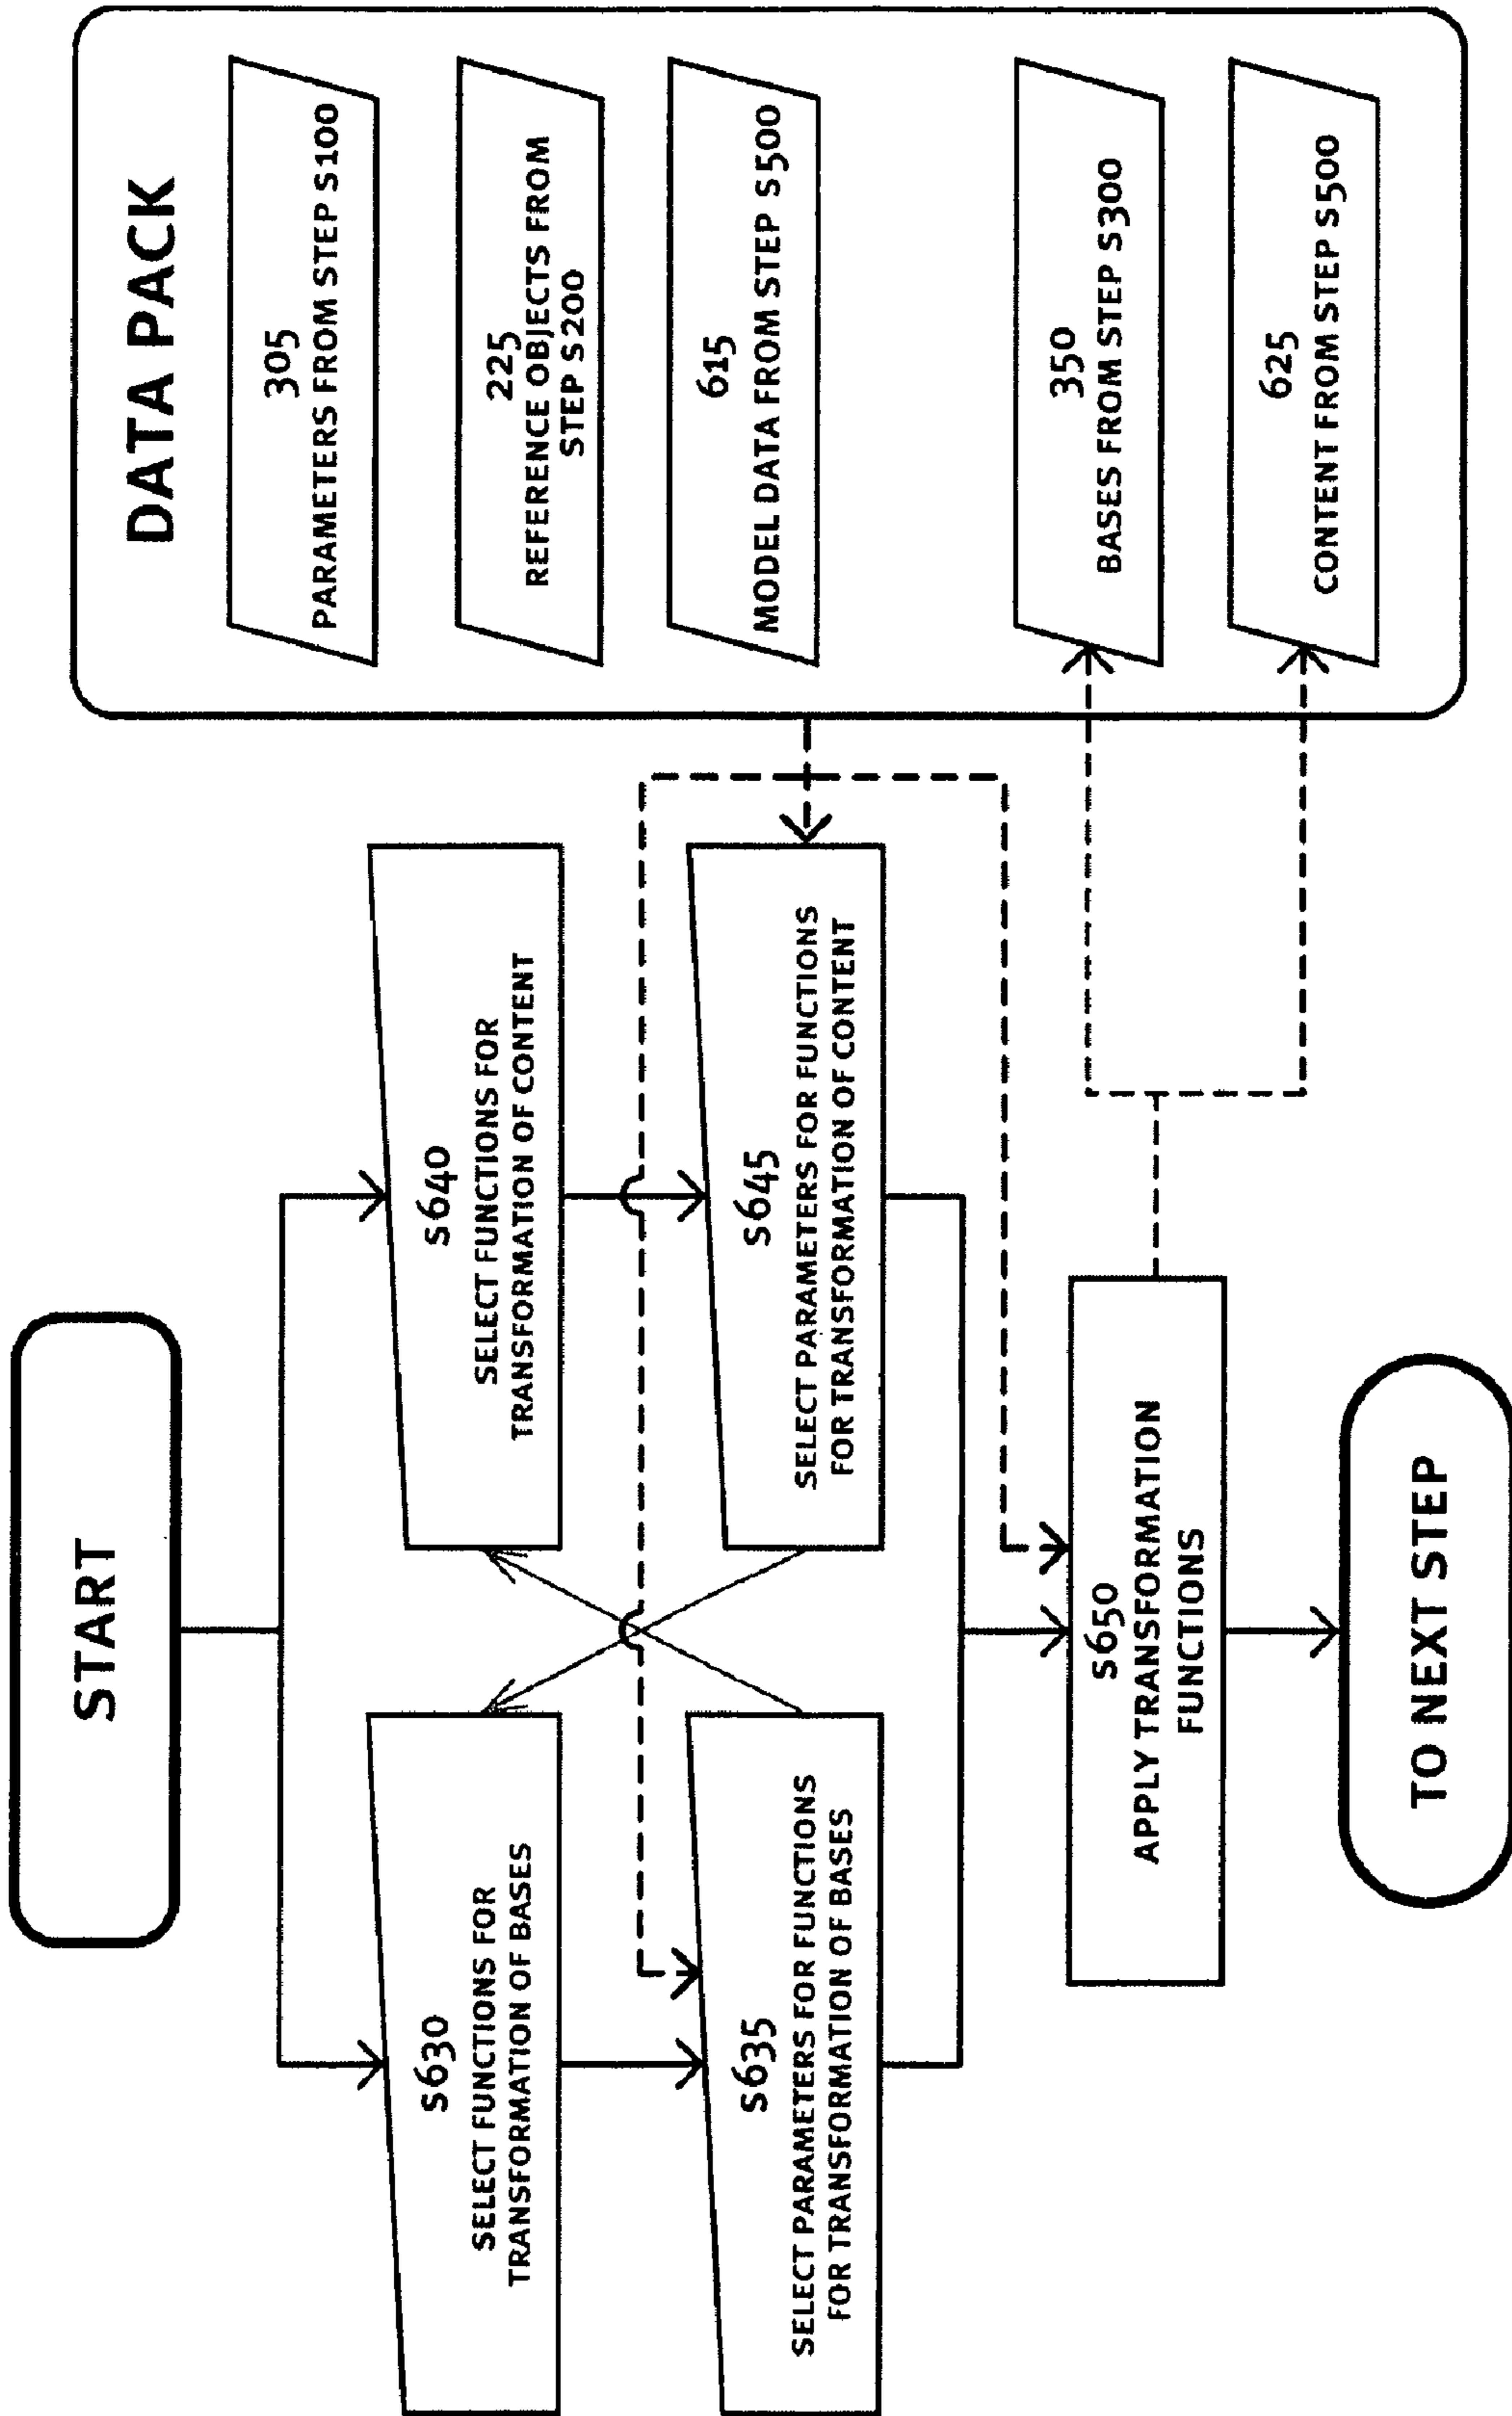 START
S630
SELECT FUNCTIONS FOR
TRANSFORMATION OF BASES
S640
SELECT FUNCTIONS FOR
TRANSFORMATION OF CONTENT
S635
SELECT PARAMETERS FOR FUNCTIONS
FOR TRANSFORMATION OF BASES
S645
SELECT PARAMETERS FOR FUNCTIONS
FOR TRANSFORMATION OF CONTENT
S650
APPLY TRANSFORMATION
FUNCTIONS
TO NEXT STEP
DATA PACK
305
PARAMETERS FROM STEP S100
225
REFERENCE OBJECTS FROM
STEP S200
615
MODEL DATA FROM STEP S500
350
BASES FROM STEP S300
625
CONTENT FROM STEP S500